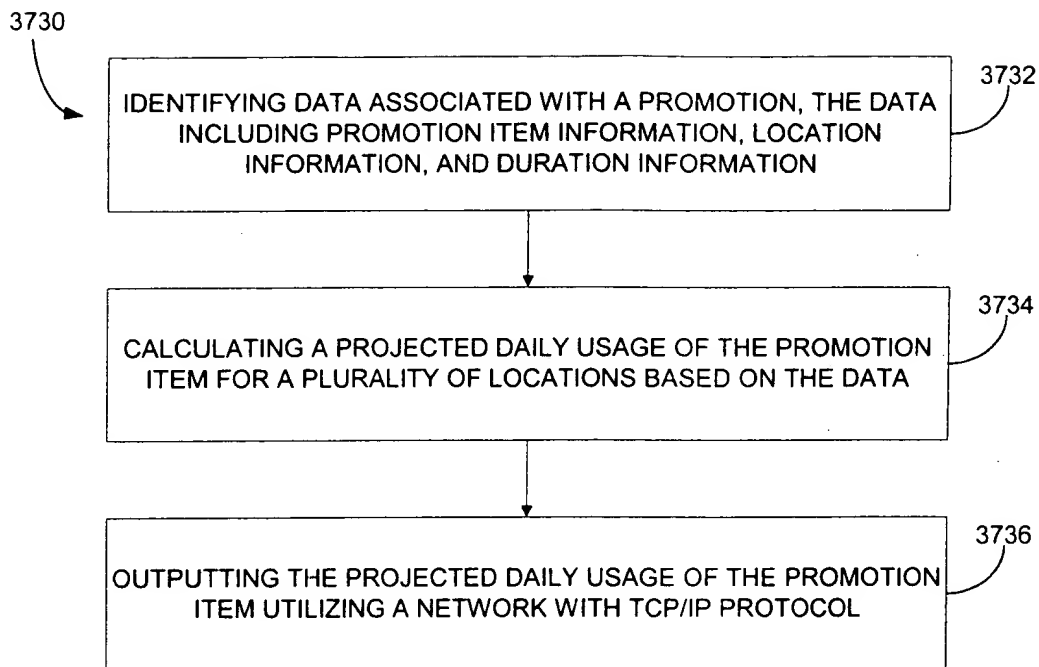 3730
3732
IDENTIFYING DATA ASSOCIATED WITH A PROMOTION, THE DATA
INCLUDING PROMOTION ITEM INFORMATION, LOCATION
INFORMATION, AND DURATION INFORMATION
3734
CALCULATING A PROJECTED DAILY USAGE OF THE PROMOTION
ITEM FOR A PLURALITY OF LOCATIONS BASED ON THE DATA
3736
OUTPUTTING THE PROJECTED DAILY USAGE OF THE PROMOTION
ITEM UTILIZING A NETWORK WITH TCP/IP PROTOCOL